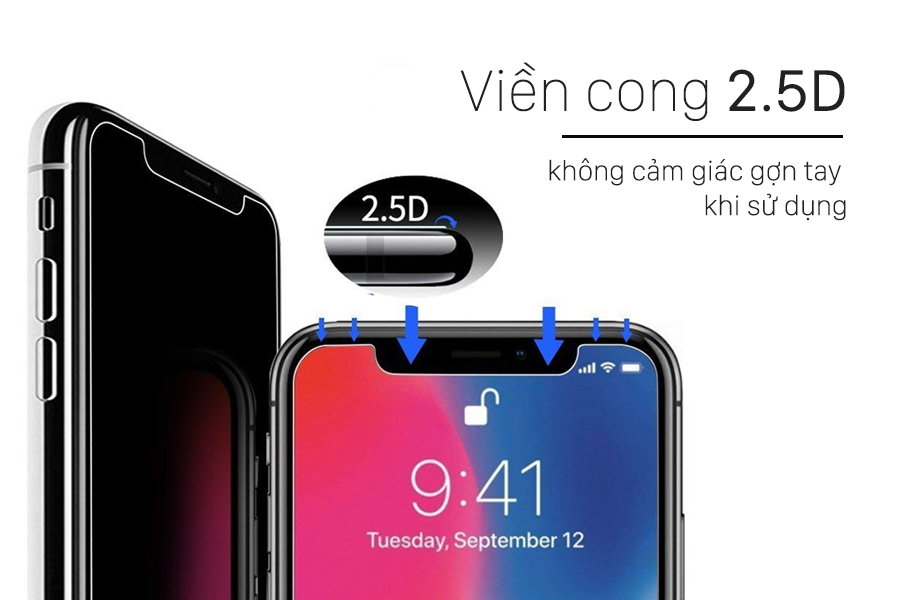 Viền cong 2.5D
không cảm giác gợn tay
khi sử dụng
2.5D
9:41
Tuesday, September 12